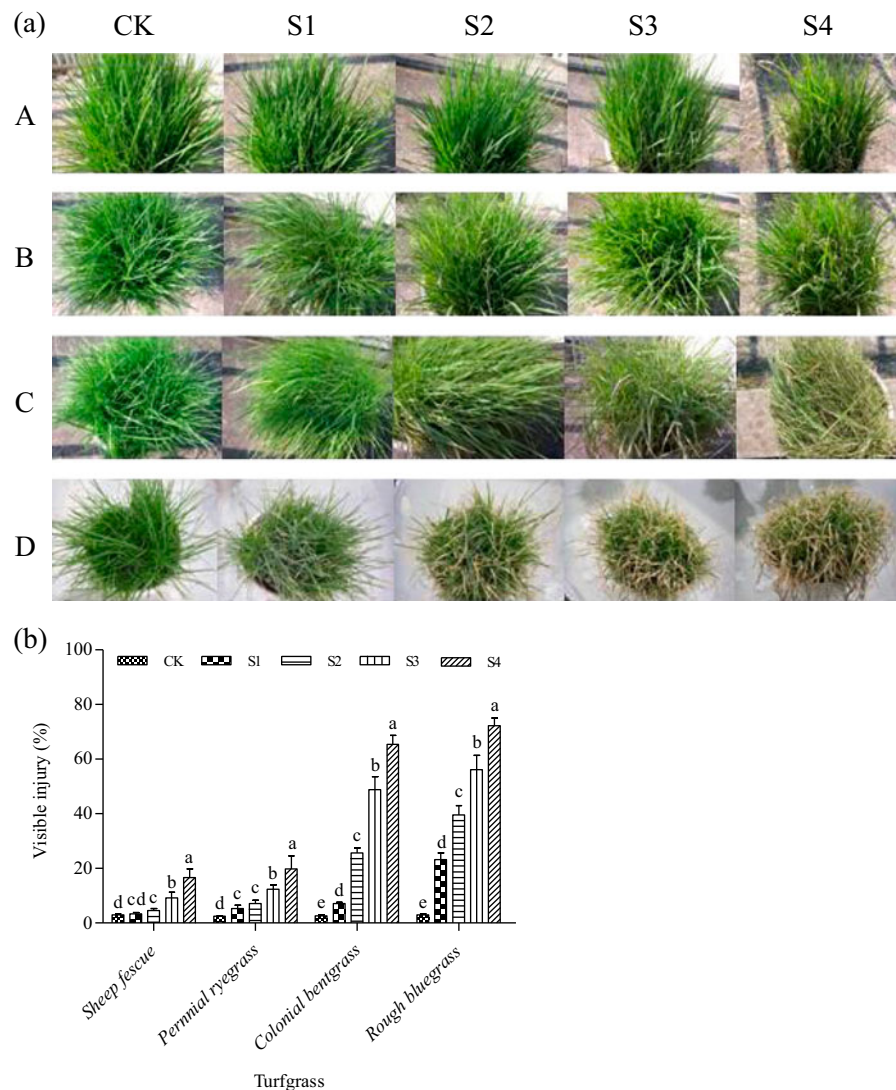 (a)
CK S1 S2 S3 S4
A
B
C
D
(b)
100
80
60
40
20
0
Visible injury (%)
CK S1 S2 S3 S4
d cd c b a
d c c b a
e d c b a
e d c b a
Sheep fescue
Pernnial ryegrass
Colonial bentgrass
Rough bluegrass
Turfgrass